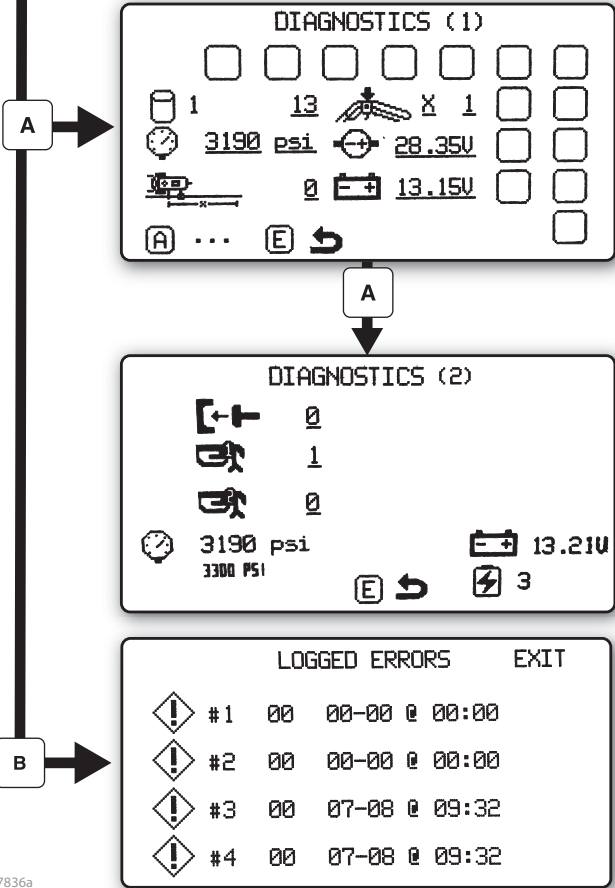 DIAGNOSTICS (1)
1 13 X 1
A
3190 psi -+ 28.35V
x 0 - + 13.15V
A ... E
A
DIAGNOSTICS (2)
0
1
0
3190 psi - + 13.21V
3300 PSI
E 3
LOGGED ERRORS EXIT
#1 00 00-00 @ 00:00
B
#2 00 00-00 @ 00:00
#3 00 07-08 @ 09:32
#4 00 07-08 @ 09:32
7836a